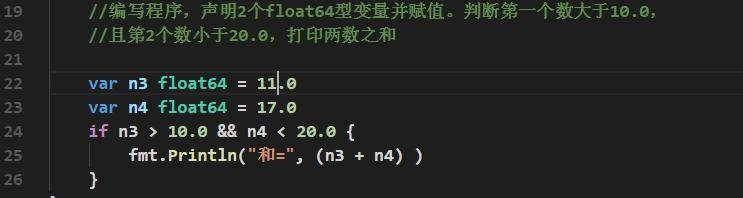 19 //编写程序，声明2个float64型变量并赋值。判断第一个数大于10.0，
20 //且第2个数小于20.0，打印两数之和
21
22 var n3 float64 = 11.0
23 var n4 float64 = 17.0
24 if n3 > 10.0 && n4 < 20.0 {
25 fmt.Println("和=", (n3 + n4) )
26 }